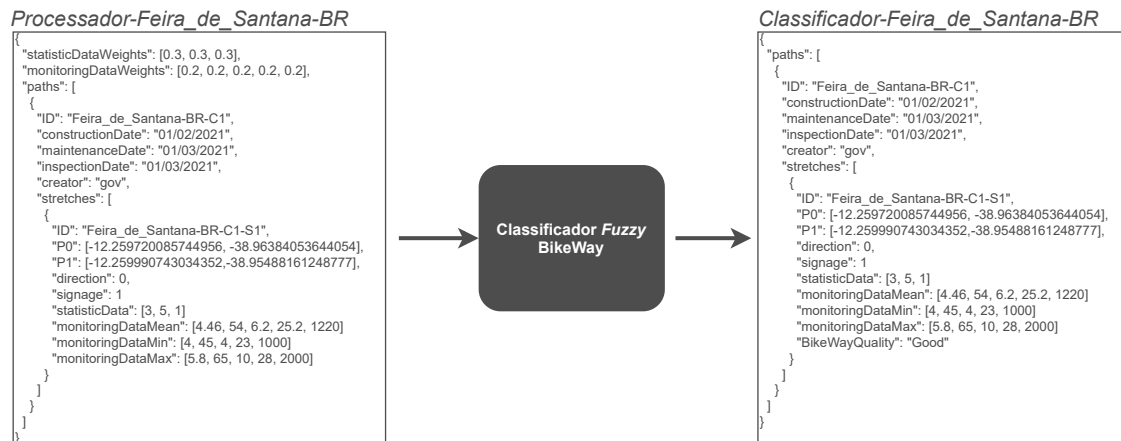 Processador-Feira_de_Santana-BR
{
"statisticDataWeights": [0.3, 0.3, 0.3],
"monitoringDataWeights": [0.2, 0.2, 0.2, 0.2, 0.2],
"paths": [
{
"ID": "Feira_de_Santana-BR-C1",
"constructionDate": "01/02/2021",
"maintenanceDate": "01/03/2021",
"inspectionDate": "01/03/2021",
"creator": "gov",
"stretches": [
{
"ID": "Feira_de_Santana-BR-C1-S1",
"P0": [-12.259720085744956, -38.96384053644054],
"P1": [-12.259990743034352,-38.95488161248777],
"direction": 0,
"signage": 1
"statisticData": [3, 5, 1]
"monitoringDataMean": [4.46, 54, 6.2, 25.2, 1220]
"monitoringDataMin": [4, 45, 4, 23, 1000]
"monitoringDataMax": [5.8, 65, 10, 28, 2000]
}
]
}
]
}
Classificador Fuzzy
BikeWay
Classificador-Feira_de_Santana-BR
{
"paths": [
{
"ID": "Feira_de_Santana-BR-C1",
"constructionDate": "01/02/2021",
"maintenanceDate": "01/03/2021",
"inspectionDate": "01/03/2021",
"creator": "gov",
"stretches": [
{
"ID": "Feira_de_Santana-BR-C1-S1",
"P0": [-12.259720085744956, -38.96384053644054],
"P1": [-12.259990743034352,-38.95488161248777],
"direction": 0,
"signage": 1
"statisticData": [3, 5, 1]
"monitoringDataMean": [4.46, 54, 6.2, 25.2, 1220]
"monitoringDataMin": [4, 45, 4, 23, 1000]
"monitoringDataMax": [5.8, 65, 10, 28, 2000]
"BikeWayQuality": "Good"
}
]
}
]
}